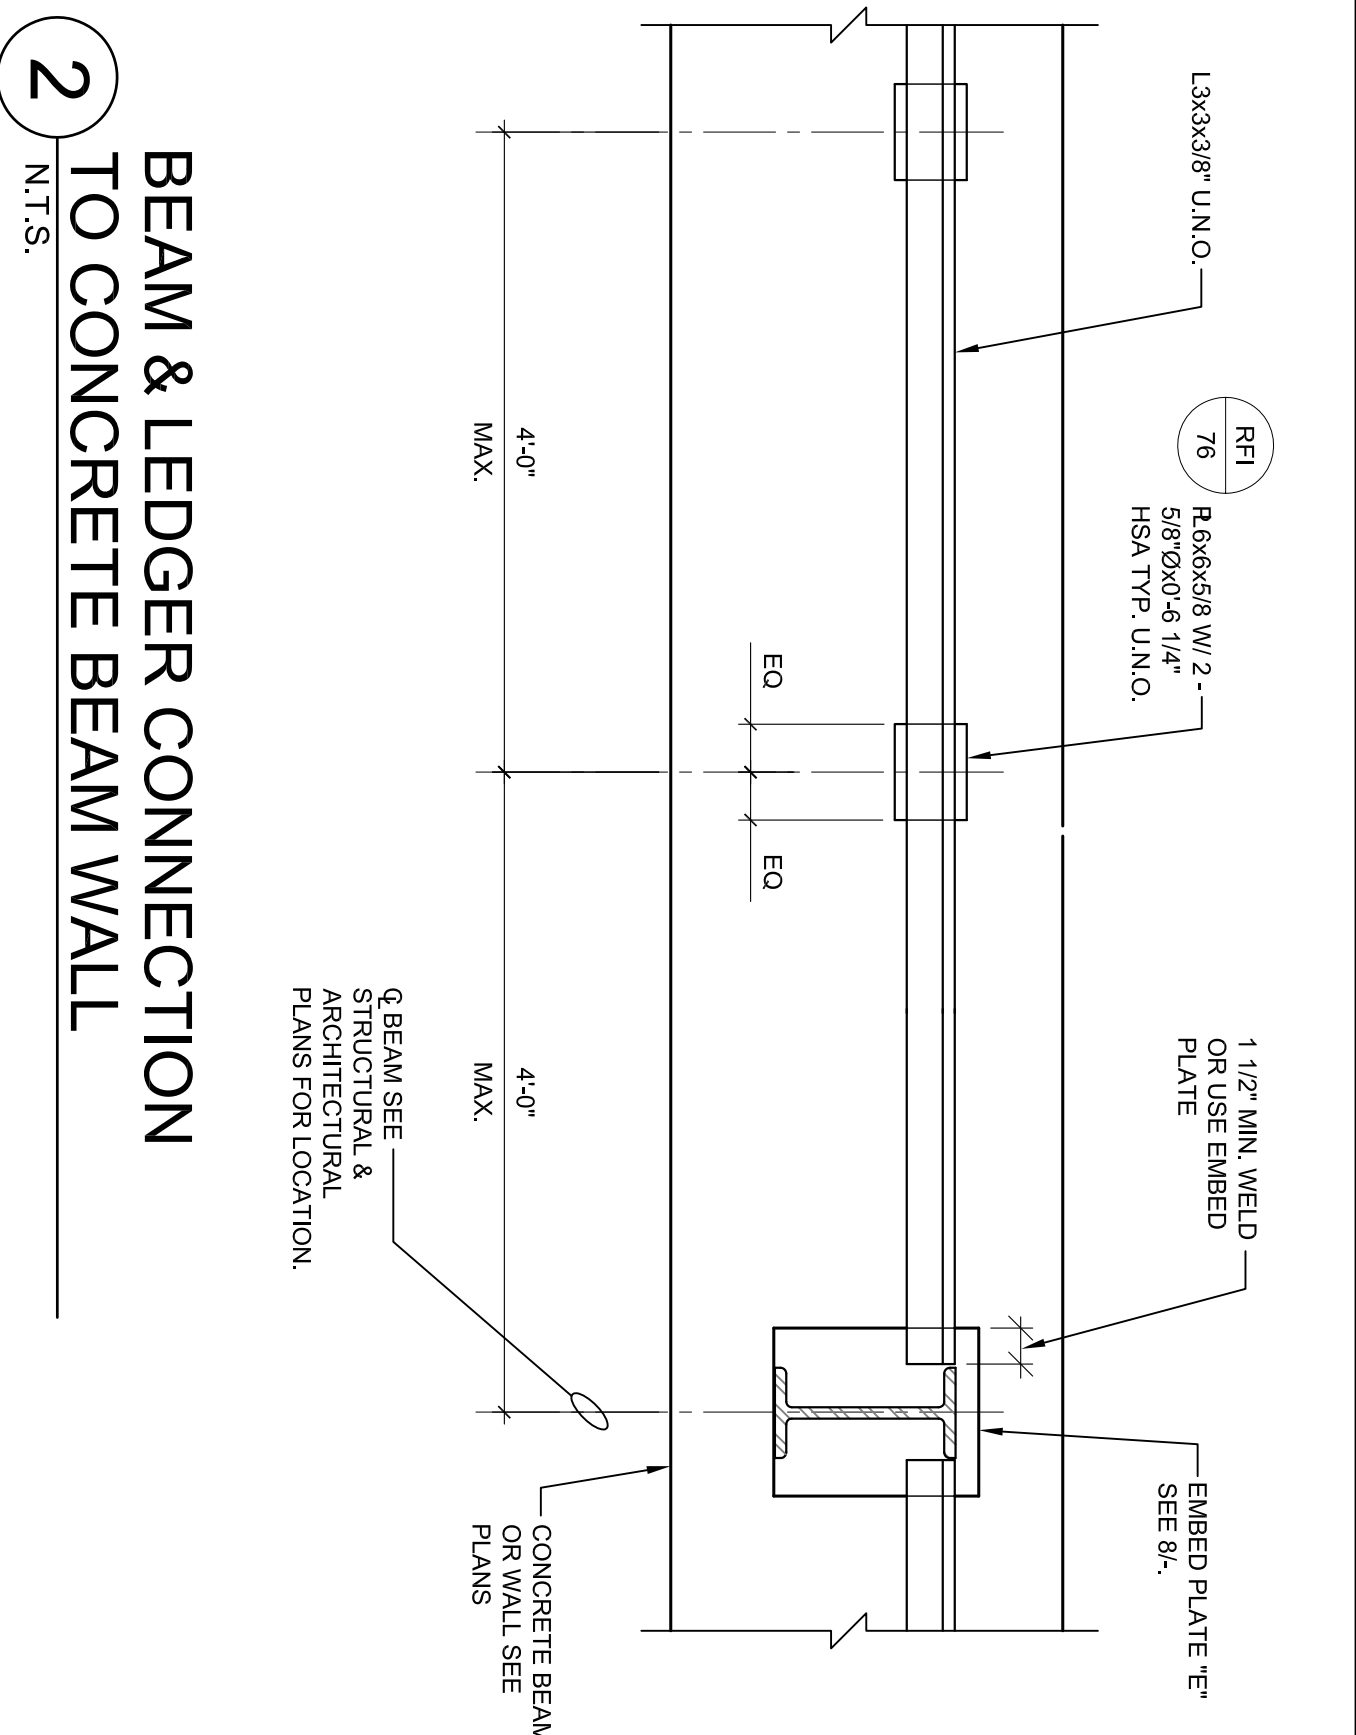 L3x3x3/8" U.N.O.
RFI
76
PL6x6x5/8 W/ 2 -
5/8"Øx0'-6 1/4"
HSA TYP. U.N.O.
1 1/2" MIN. WELD
OR USE EMBED
PLATE
EMBED PLATE "E"
SEE 8/-.
EQ
EQ
4'-0"
MAX.
4'-0"
MAX.
CONCRETE BEAM
OR WALL SEE
PLANS
CL BEAM SEE
STRUCTURAL &
ARCHITECTURAL
PLANS FOR LOCATION.
2
BEAM & LEDGER CONNECTION
TO CONCRETE BEAM WALL
N.T.S.